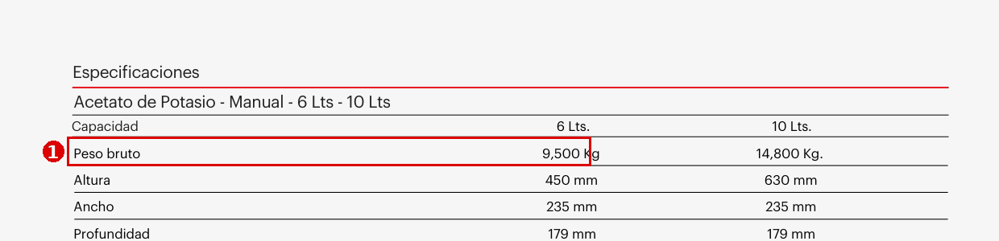 Especificaciones
Acetato de Potasio - Manual - 6 Lts - 10 Lts
Capacidad 6 Lts. 10 Lts.
1 Peso bruto 9,500 Kg 14,800 Kg.
Altura 450 mm 630 mm
Ancho 235 mm 235 mm
Profundidad 179 mm 179 mm